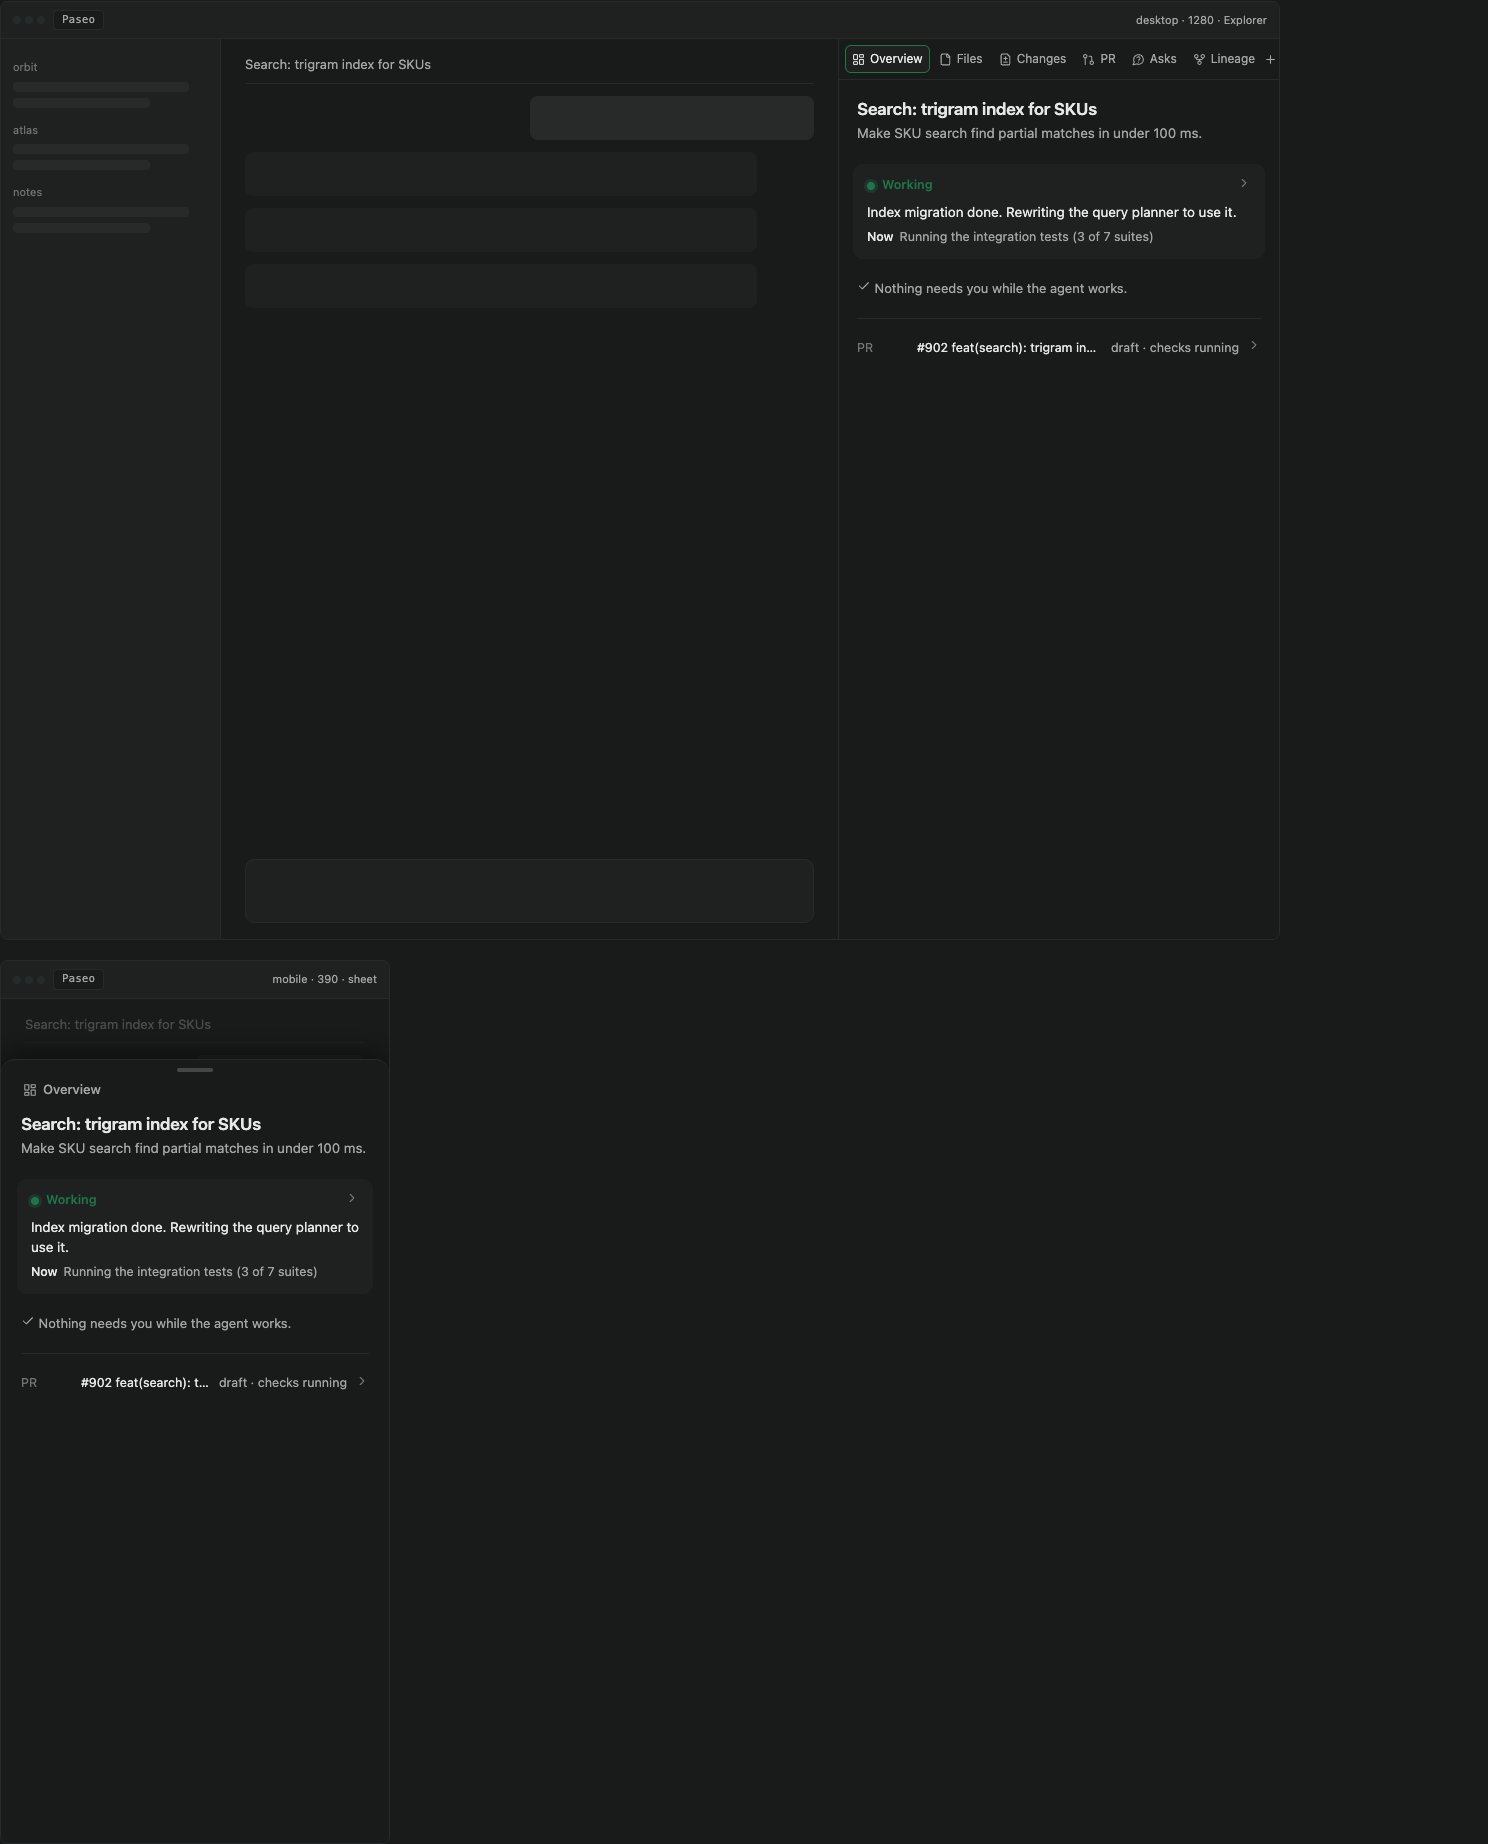 Paseo
desktop · 1280 · Explorer
orbit
atlas
notes
Search: trigram index for SKUs
Overview
Files
Changes
PR
Asks
Lineage
+
Search: trigram index for SKUs
Make SKU search find partial matches in under 100 ms.
Working
Index migration done. Rewriting the query planner to use it.
Now Running the integration tests (3 of 7 suites)
Nothing needs you while the agent works.
PR #902 feat(search): trigram in... draft · checks running
Paseo
mobile · 390 · sheet
Search: trigram index for SKUs
Overview
Search: trigram index for SKUs
Make SKU search find partial matches in under 100 ms.
Working
Index migration done. Rewriting the query planner to
use it.
Now Running the integration tests (3 of 7 suites)
Nothing needs you while the agent works.
PR #902 feat(search): t... draft · checks running